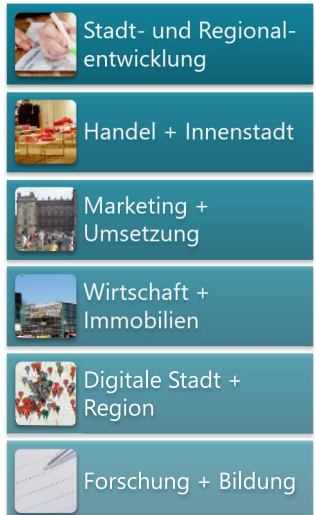 Stadt- und Regional-
entwicklung
Handel + Innenstadt
Marketing +
Umsetzung
Wirtschaft +
Immobilien
Digitale Stadt +
Region
Forschung + Bildung